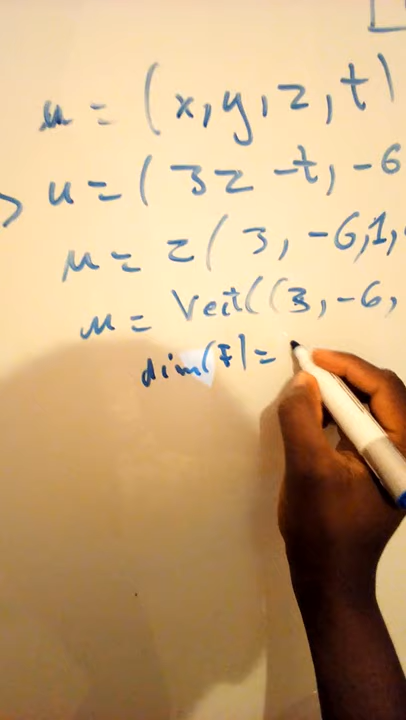 u = (x, y, z, t)
u = ( 3z -t, -6
u = z( 3, -6,1,
u = Vect((3, -6,
dim(F) =